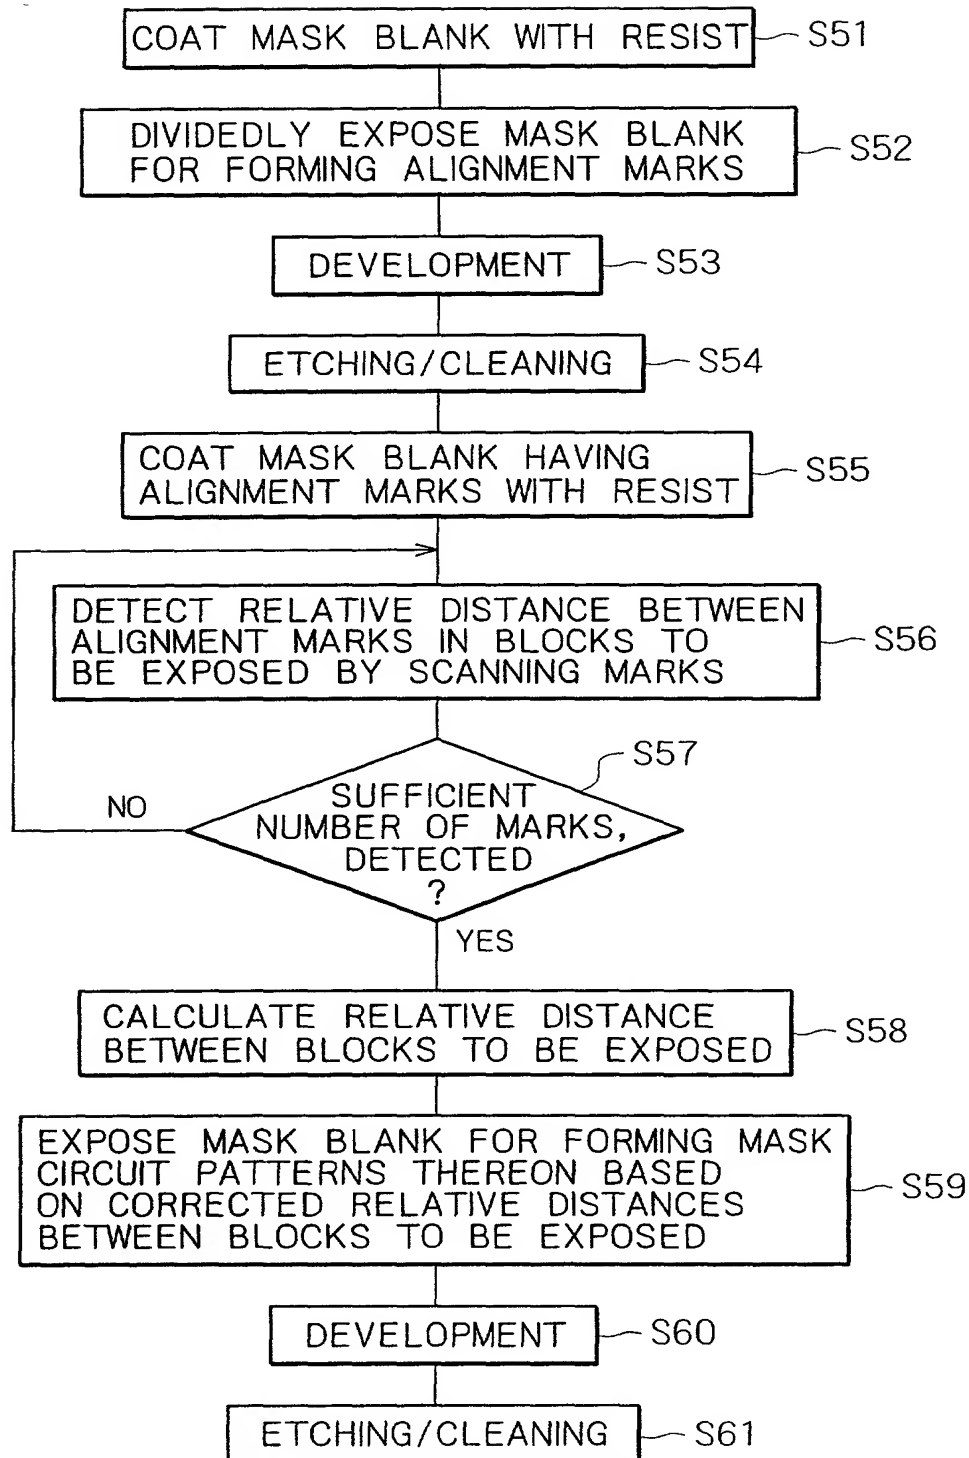 COAT MASK BLANK WITH RESIST
S51
DIVIDEDLY EXPOSE MASK BLANK
FOR FORMING ALIGNMENT MARKS
S52
DEVELOPMENT
S53
ETCHING/CLEANING
S54
COAT MASK BLANK HAVING
ALIGNMENT MARKS WITH RESIST
S55
DETECT RELATIVE DISTANCE BETWEEN
ALIGNMENT MARKS IN BLOCKS TO
BE EXPOSED BY SCANNING MARKS
S56
S57
SUFFICIENT
NUMBER OF MARKS,
DETECTED
?
NO
YES
CALCULATE RELATIVE DISTANCE
BETWEEN BLOCKS TO BE EXPOSED
S58
EXPOSE MASK BLANK FOR FORMING MASK
CIRCUIT PATTERNS THEREON BASED
ON CORRECTED RELATIVE DISTANCES
BETWEEN BLOCKS TO BE EXPOSED
S59
DEVELOPMENT
S60
ETCHING/CLEANING
S61